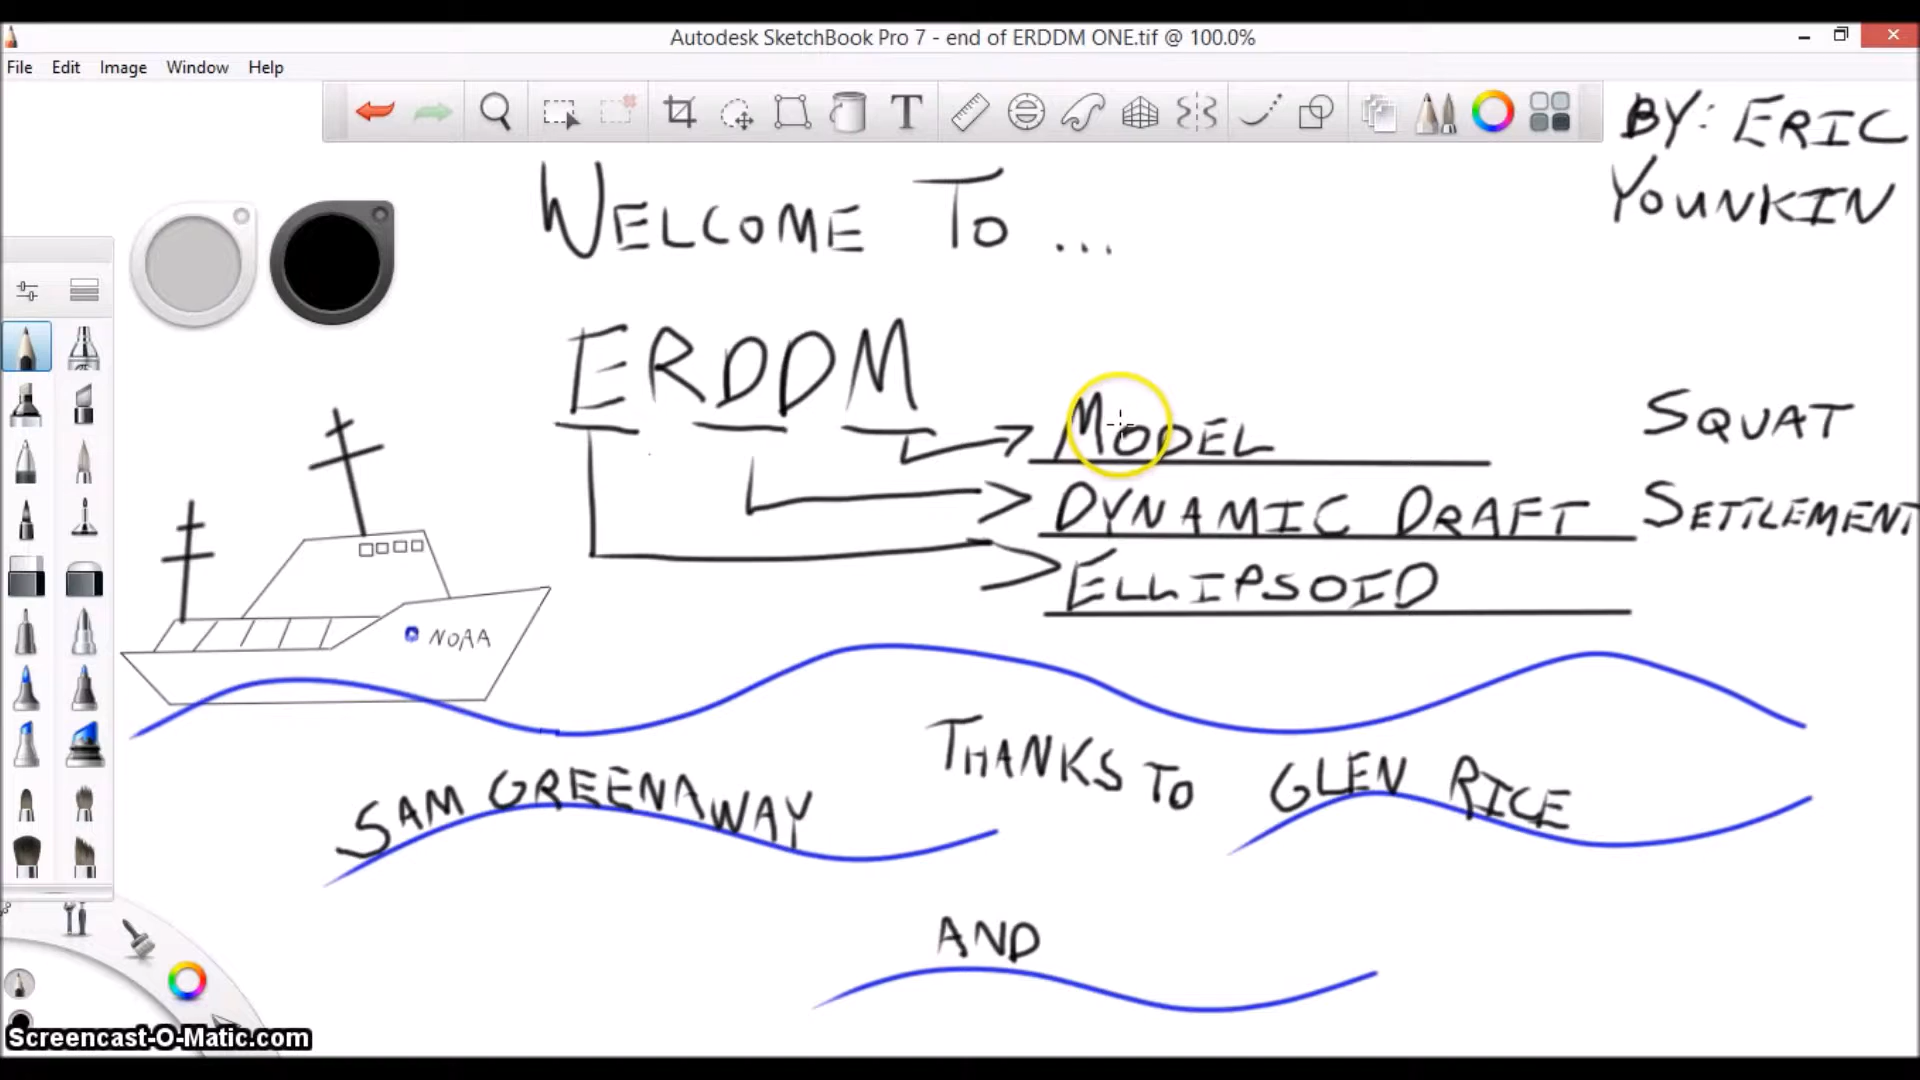 Autodesk SketchBook Pro 7 - end of ERDDM ONE.tif @ 100.0%
File Edit Image Window Help
BY: ERIC
YOUNKIN
WELCOME TO ...
ERDDM
MODEL
SQUAT
DYNAMIC DRAFT
SETTLEMENT
ELLIPSOID
NOAA
THANKS TO GLEN RICE
SAM GREENAWAY
AND
Screencast-O-Matic.com